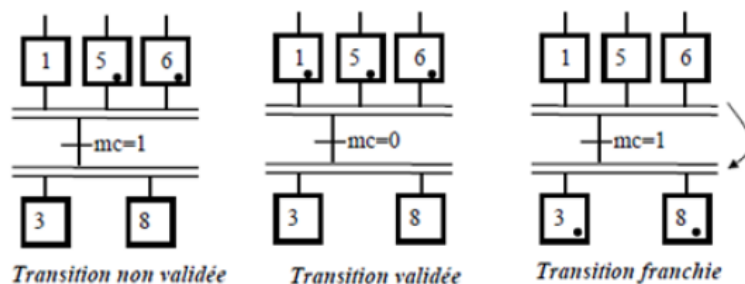 1 5 6 1 5 6 1 5 6
mc=1 mc=0 mc=1
3 8 3 8 3 8
Transition non validée Transition validée Transition franchie